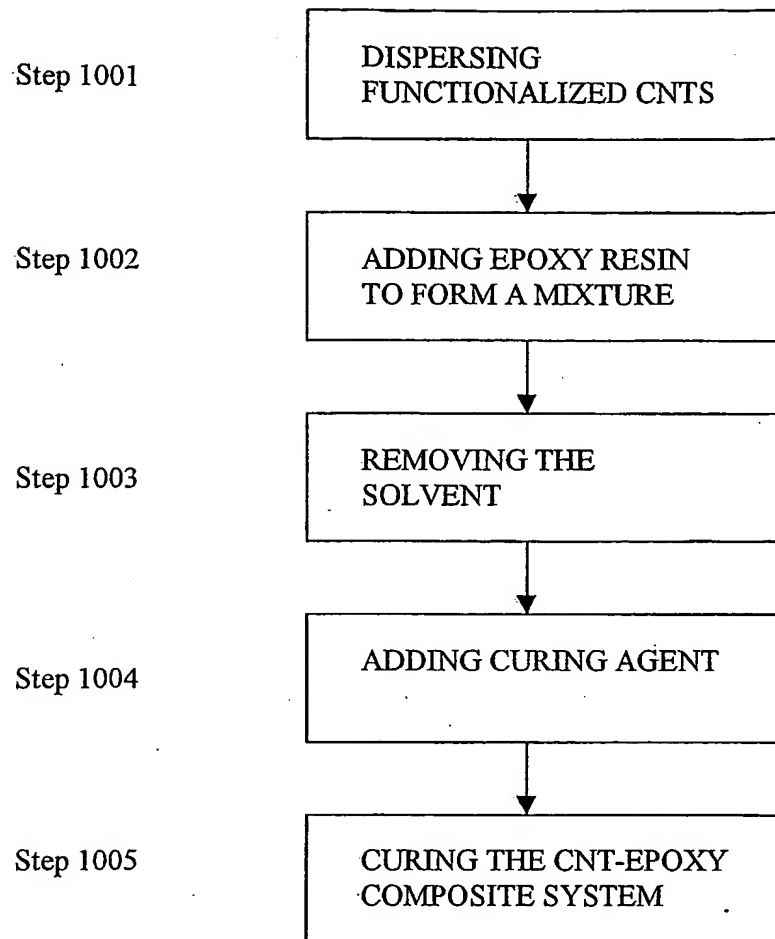 Step 1001
DISPERSING
FUNCTIONALIZED CNTS
Step 1002
ADDING EPOXY RESIN
TO FORM A MIXTURE
Step 1003
REMOVING THE
SOLVENT
Step 1004
ADDING CURING AGENT
Step 1005
CURING THE CNT-EPOXY
COMPOSITE SYSTEM